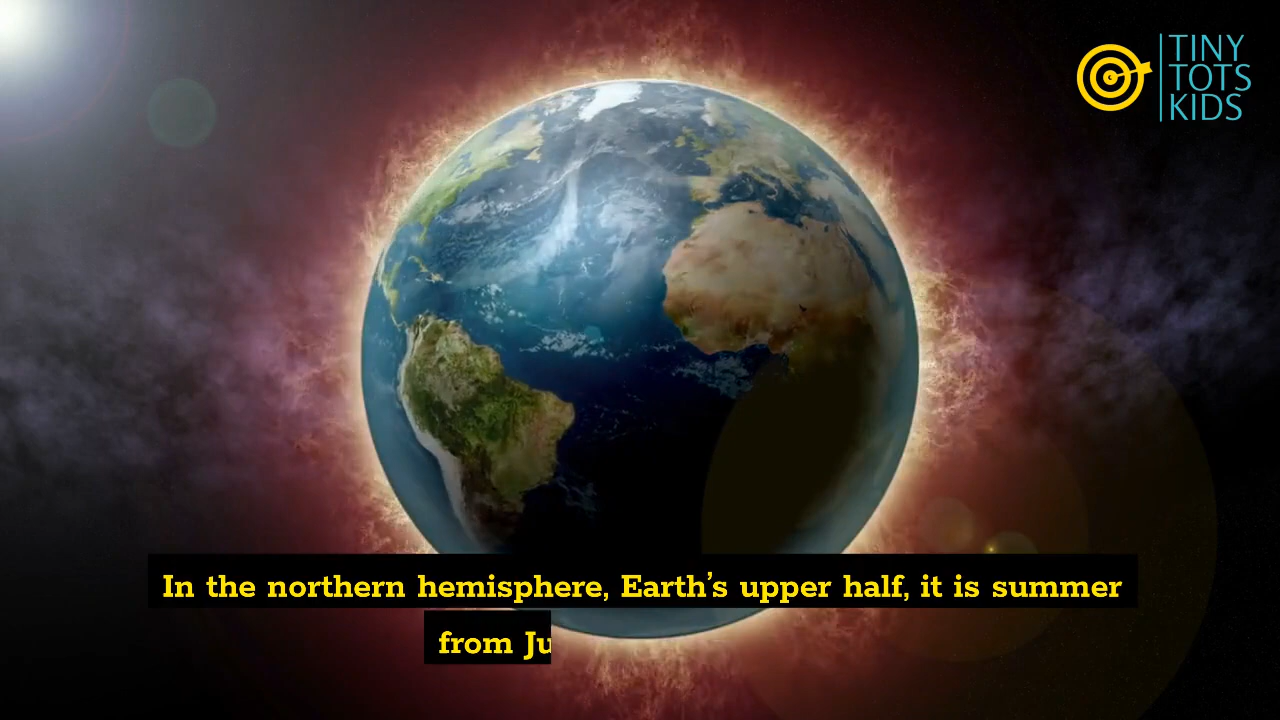 TINY
TOTS
KIDS
In the northern hemisphere, Earth's upper half, it is summer
from Ju